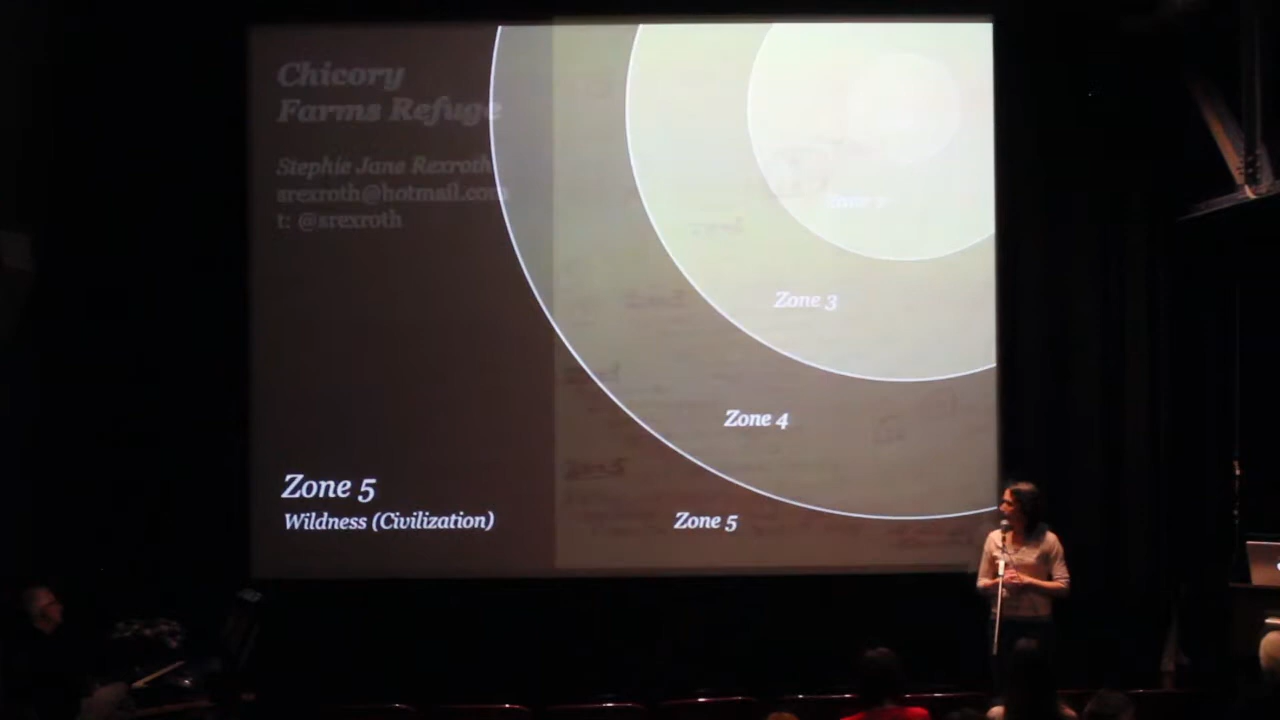 Chicory
Farms Refuge
Stephie Jane Rexroth
srexroth@hotmail.com
t: @srexroth
Zone 3
Zone 4
Zone 5
Zone 5
Wildness (Civilization)